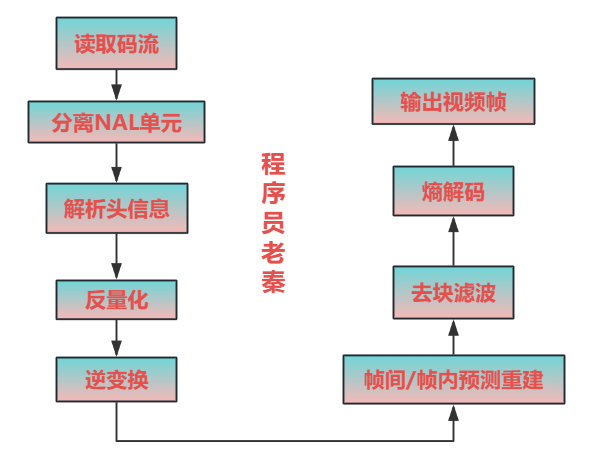 读取码流
分离NAL单元
解析头信息
反量化
逆变换
程
序
员
老
秦
输出视频帧
熵解码
去块滤波
帧间/帧内预测重建